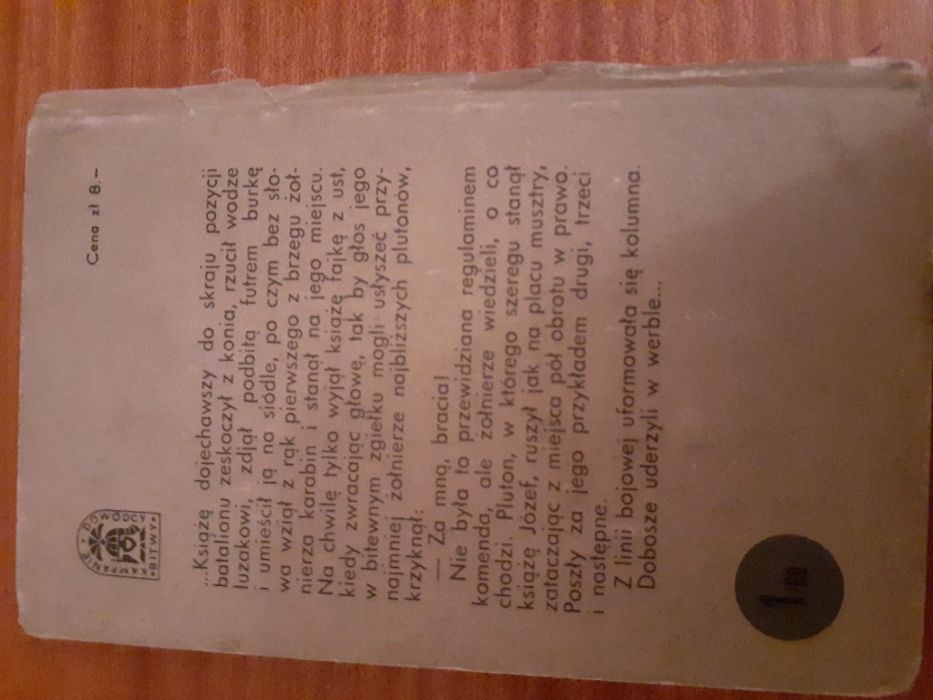 KAMPANIE • DOWÓDCY
• BITWY •
Cena zł 8.—
„Książę dojechawszy do skraju pozycji
batalionu zeskoczył z konia, rzucił wodze
luzakowi, zdjął podbitą futrem burkę
i umieścił ją na siódle, po czym bez sło-
wa wziął z rąk pierwszego z brzegu żoł-
nierza karabin i stanął na jego miejscu.
Na chwilę tylko wyjął książę fajkę z ust,
kiedy zwracając głowę, tak by głos jego
w bitewnym zgiełku mogli usłyszeć przy-
najmniej żołnierze najbliższych plutonów,
krzyknął:
— Za mną, bracia!
Nie była to przewidziana regulaminem
komenda, ale żołnierze wiedzieli, o co
chodzi. Pluton, w którego szeregu stanął
książę Józef, ruszył jak na placu musztry,
zataczając z miejsca pół obrotu w prawo.
Poszły za jego przykładem drugi, trzeci
i następne.
Z linii bojowej uformowała się kolumna.
Dobosze uderzyli w werble...
1